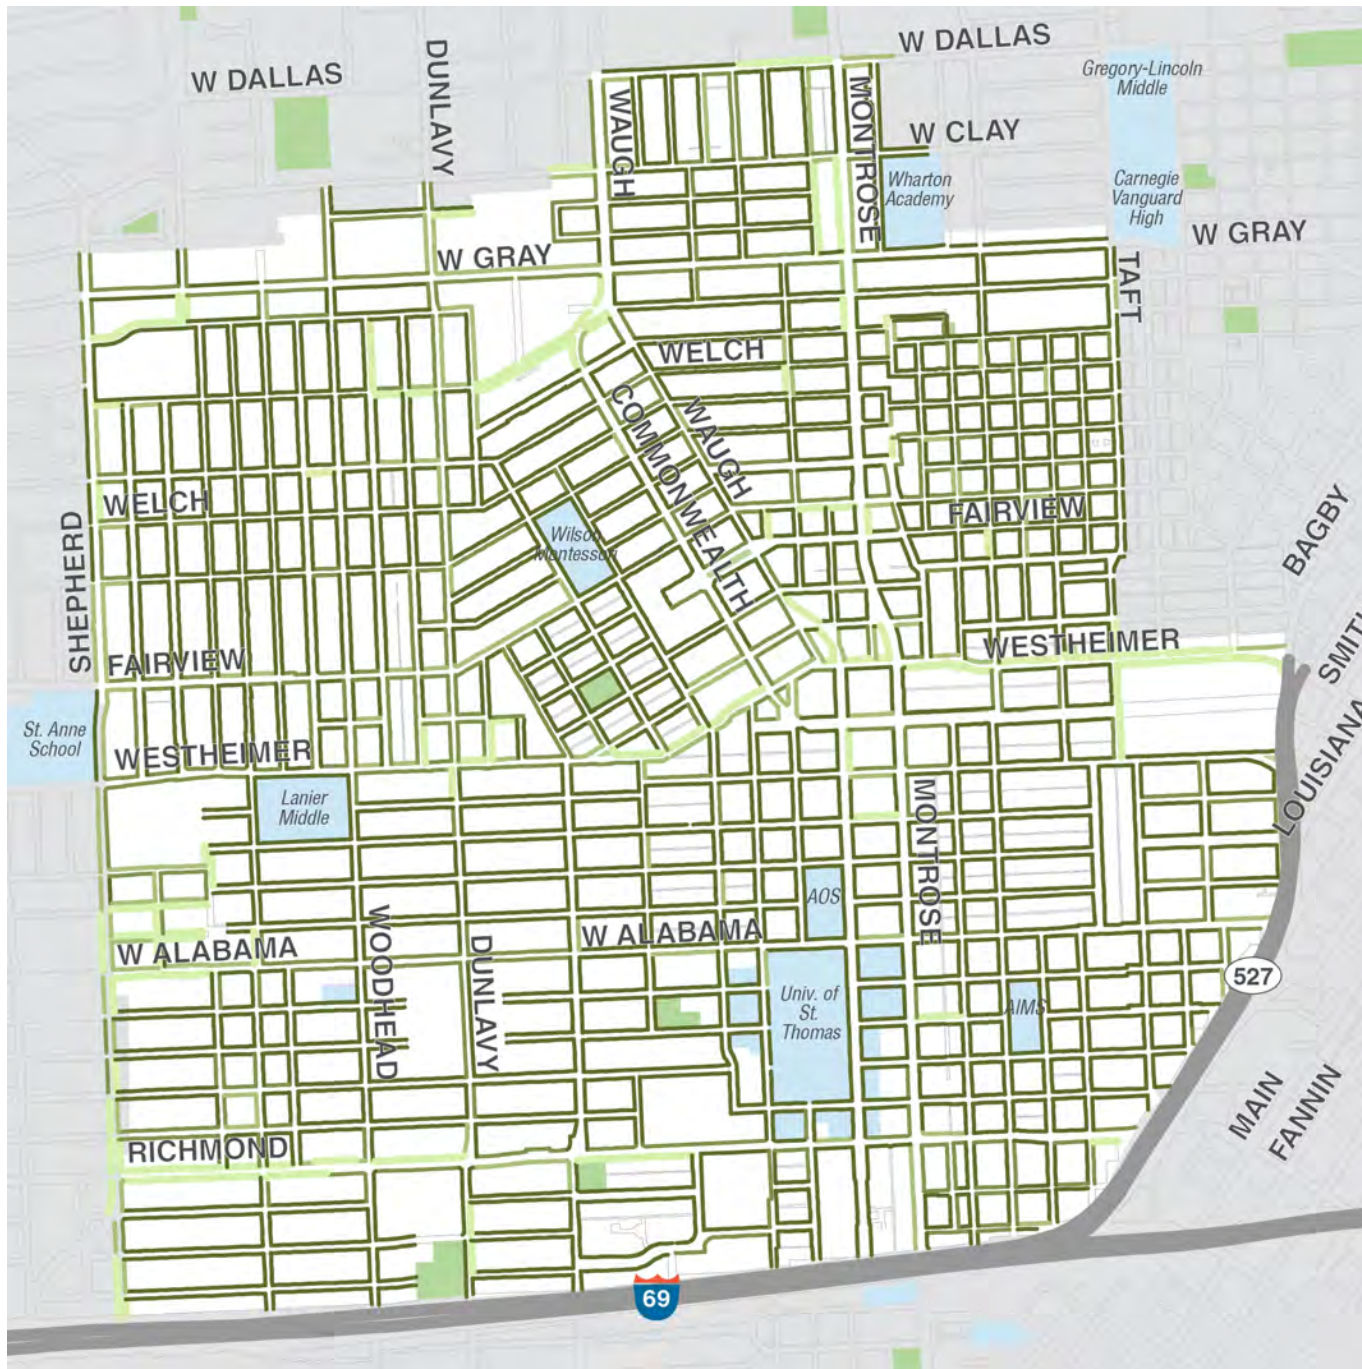 W DALLAS
W DALLAS
DUNLAVY
Gregory-Lincoln
Middle
WAUGH
MONTROSE
W CLAY
Wharton
Academy
Carnegie
Vanguard
High
W GRAY
W GRAY
TAFT
WELCH
COMMONWEALTH
WAUGH
WELCH
FAIRVIEW
SHEPHERD
Wilson
Montessori
BAGBY
SMITH
WESTHEIMER
FAIRVIEW
St. Anne
School
WESTHEIMER
LOUISIANA
Lanier
Middle
MONTROSE
AOS
WOODHEAD
DUNLAVY
W ALABAMA
W ALABAMA
527
Univ. of
St.
Thomas
AIMS
MAIN
FANNIN
RICHMOND
69